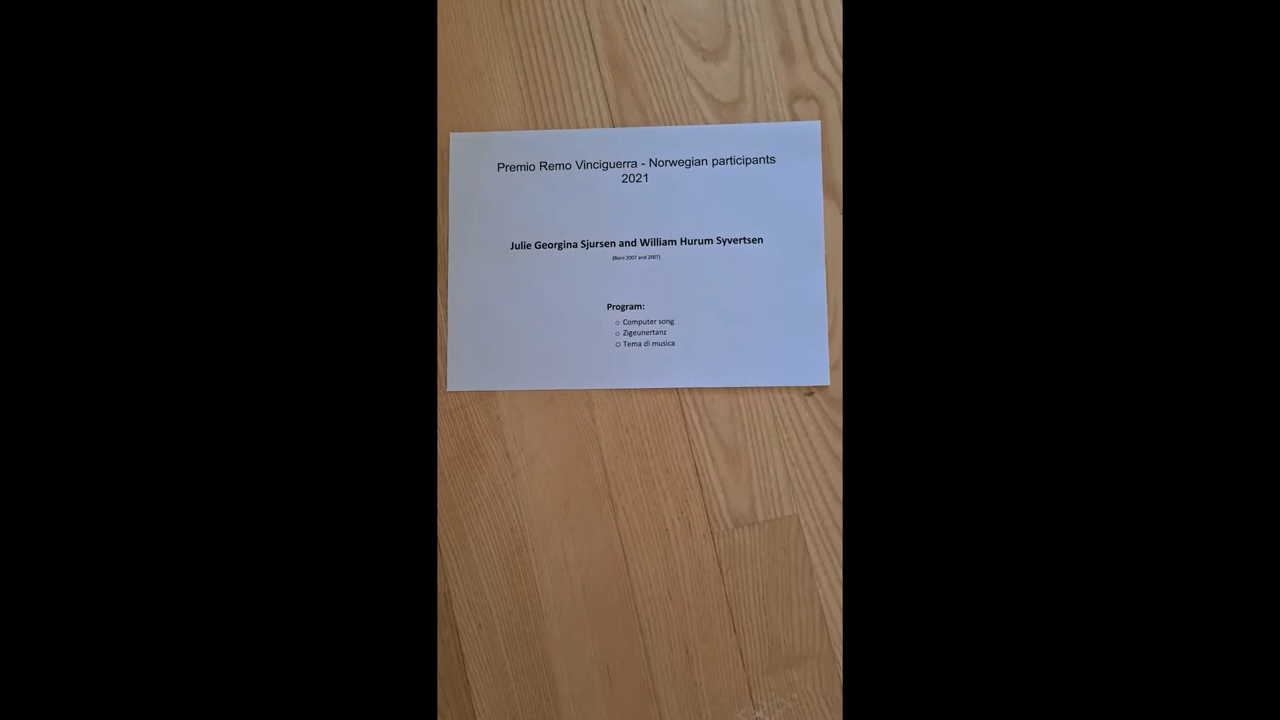 Premio Remo Vinciguerra - Norwegian participants
2021
Julie Georgina Sjursen and William Hurum Syvertsen
(Born 2007 and 2007)
Program:
○ Computer song
○ Zigeunertanz
○ Tema di musica